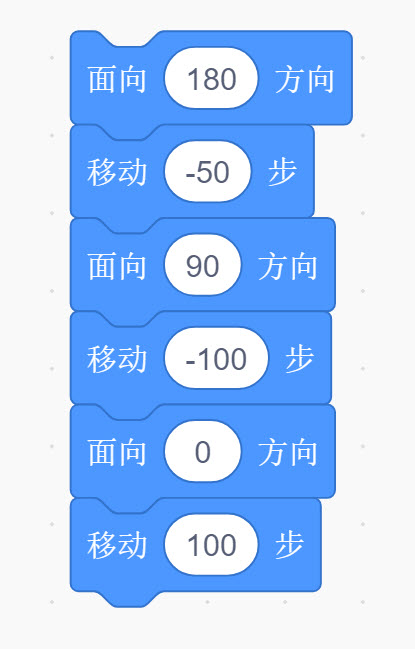 面向 180 方向
移动 -50 步
面向 90 方向
移动 -100 步
面向 0 方向
移动 100 步